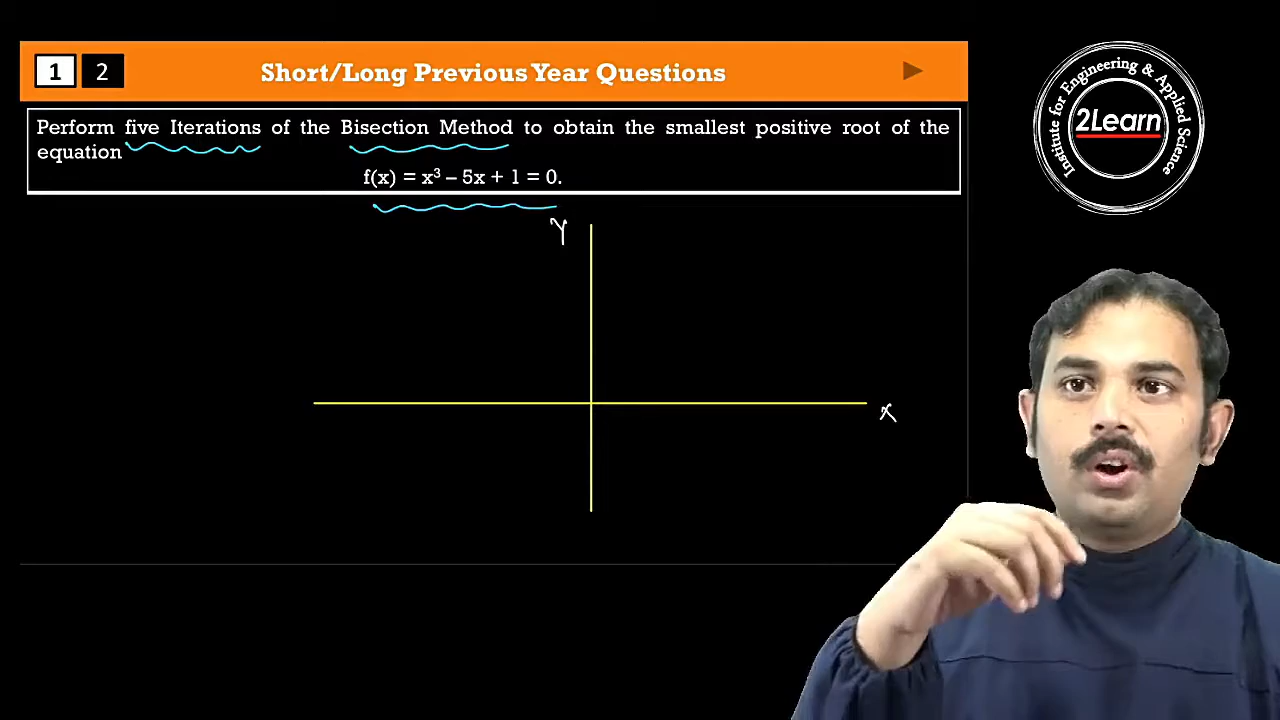 1 2
Short/Long Previous Year Questions
Perform five Iterations of the Bisection Method to obtain the smallest positive root of the
equation
f(x) = x³ – 5x + 1 = 0.
Y
X
Institute for Engineering & Applied Science
2Learn